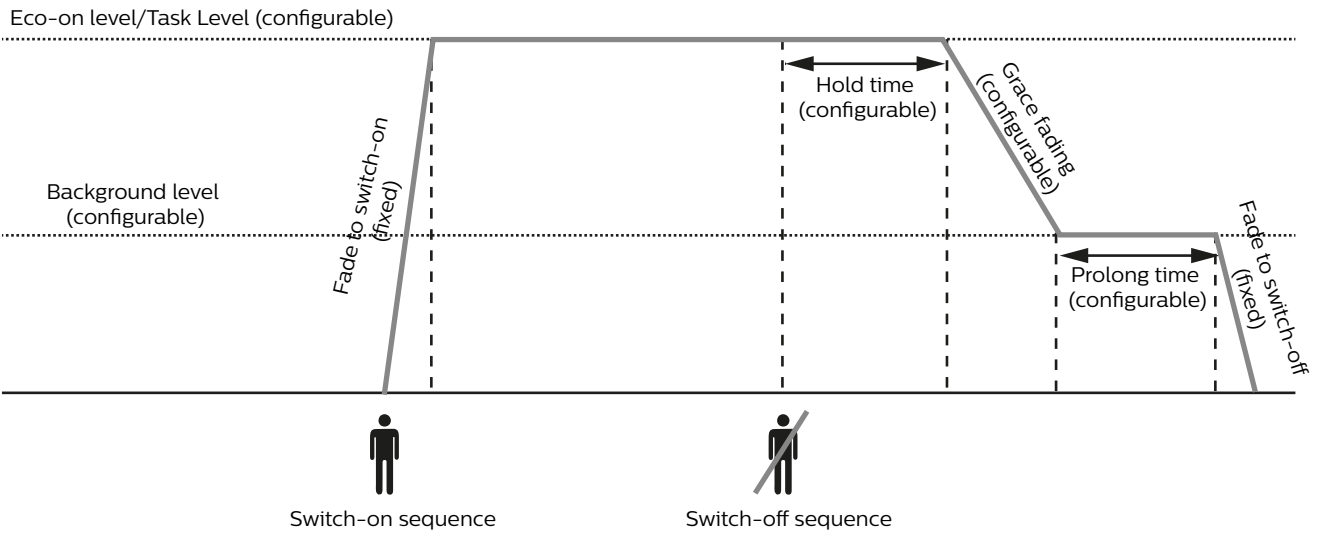 Eco-on level/Task Level (configurable)
Hold time
(configurable)
Grace fading
(configurable)
Fade to switch-on
(fixed)
Background level
(configurable)
Prolong time
(configurable)
Fade to switch-off
(fixed)
Switch-on sequence
Switch-off sequence